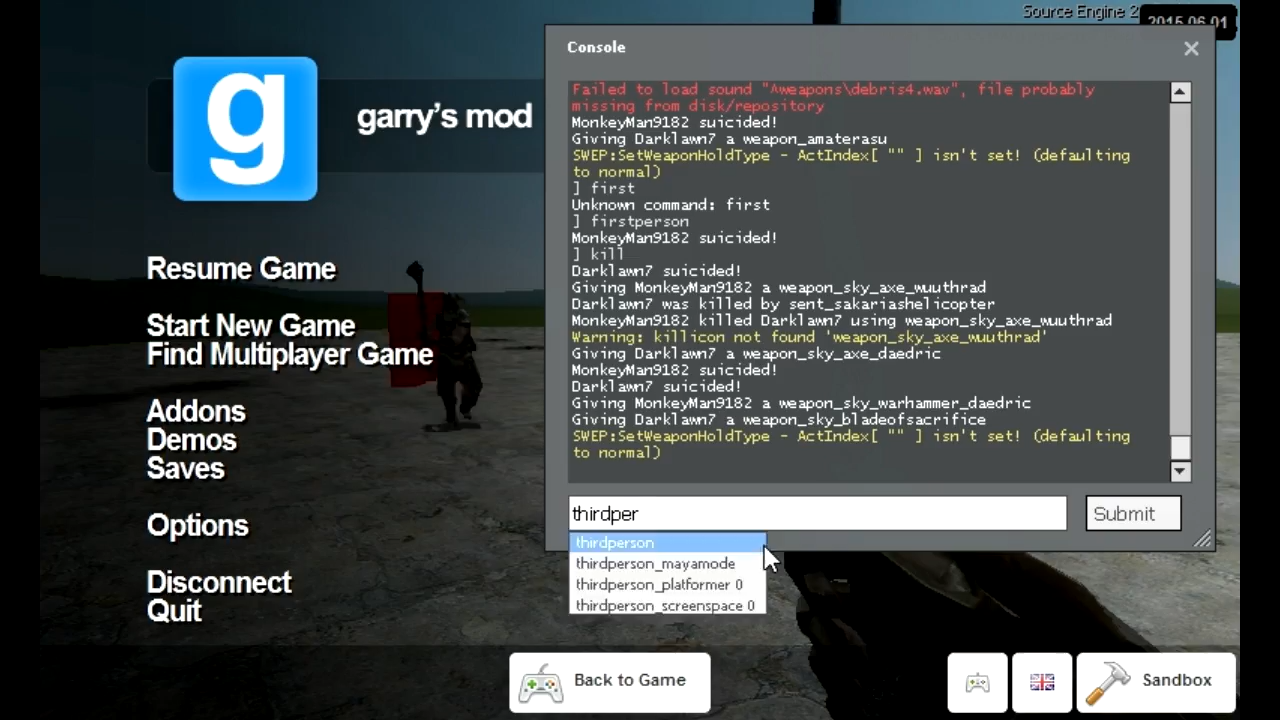 Source Engine 2
2015.06.01
g
garry's mod
Resume Game
Start New Game
Find Multiplayer Game
Addons
Demos
Saves
Options
Disconnect
Quit
Console
Failed to load sound "^weapons\debris4.wav", file probably
missing from disk/repository
MonkeyMan9182 suicided!
Giving Darklawn7 a weapon_amaterasu
SWEP:SetWeaponHoldType - ActIndex[ "" ] isn't set! (defaulting
to normal)
] first
Unknown command: first
] firstperson
MonkeyMan9182 suicided!
] kill
Darklawn7 suicided!
Giving MonkeyMan9182 a weapon_sky_axe_wuuthrad
Darklawn7 was killed by sent_sakariashelicopter
MonkeyMan9182 killed Darklawn7 using weapon_sky_axe_wuuthrad
Warning: killicon not found 'weapon_sky_axe_wuuthrad'
Giving Darklawn7 a weapon_sky_axe_daedric
MonkeyMan9182 suicided!
Darklawn7 suicided!
Giving MonkeyMan9182 a weapon_sky_warhammer_daedric
Giving Darklawn7 a weapon_sky_bladeofsacrifice
SWEP:SetWeaponHoldType - ActIndex[ "" ] isn't set! (defaulting
to normal)
thirdper
Submit
thirdperson
thirdperson_mayamode
thirdperson_platformer 0
thirdperson_screenspace 0
Back to Game
Sandbox